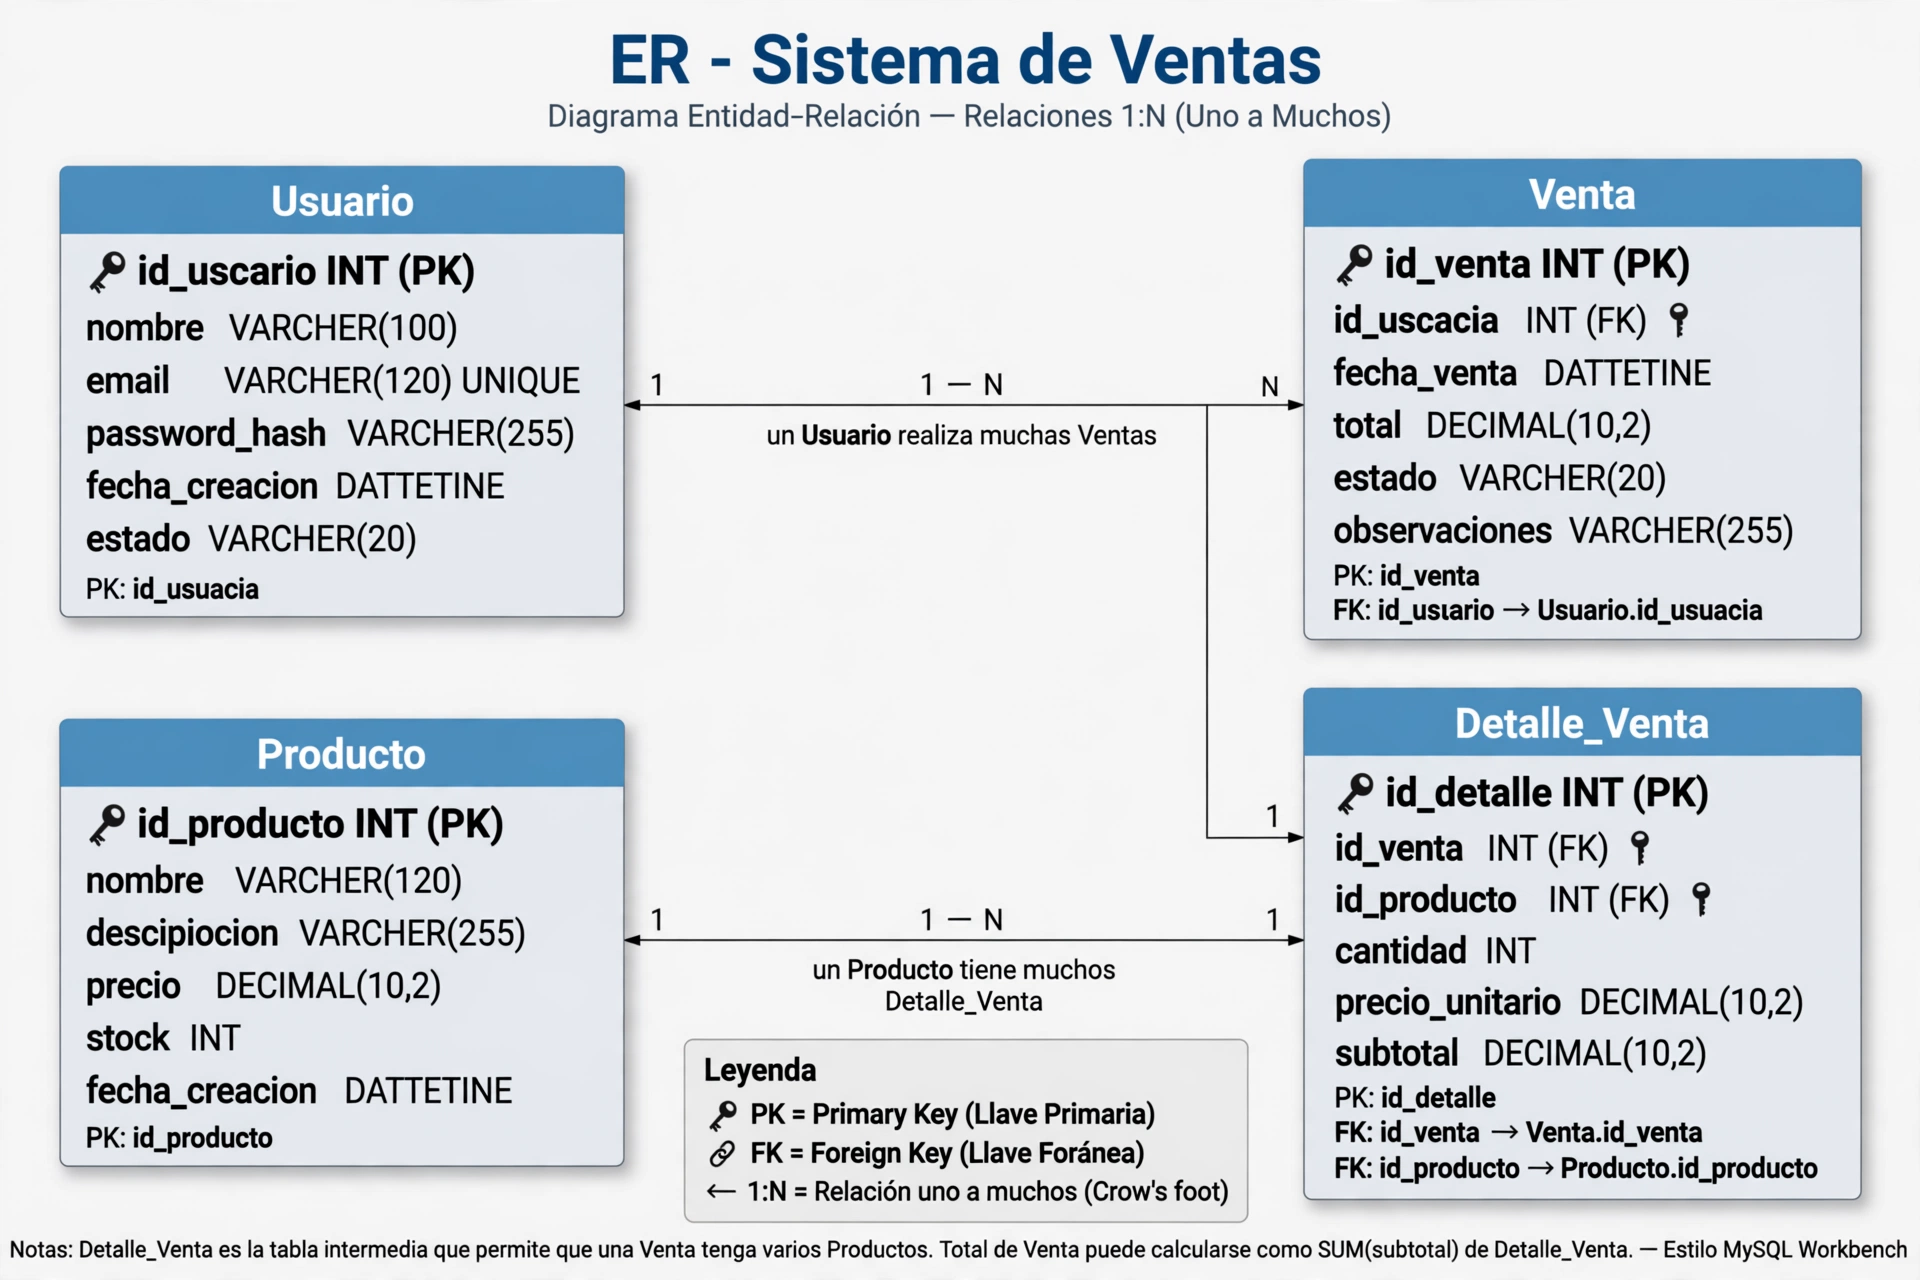 ER - Sistema de Ventas
Diagrama Entidad-Relación — Relaciones 1:N (Uno a Muchos)
Usuario
id_uscario INT (PK)
nombre VARCHER(100)
email VARCHER(120) UNIQUE
password_hash VARCHER(255)
fecha_creacion DATTETINE
estado VARCHER(20)
PK: id_usuacia
1 1 — N N
un Usuario realiza muchas Ventas
Venta
id_venta INT (PK)
id_uscacia INT (FK)
fecha_venta DATTETINE
total DECIMAL(10,2)
estado VARCHER(20)
observaciones VARCHER(255)
PK: id_venta
FK: id_usuario → Usuario.id_usuacia
Producto
id_producto INT (PK)
nombre VARCHER(120)
descipiocion VARCHER(255)
precio DECIMAL(10,2)
stock INT
fecha_creacion DATTETINE
PK: id_producto
1
1 1 — N 1
un Producto tiene muchos
Detalle_Venta
Detalle_Venta
id_detalle INT (PK)
id_venta INT (FK)
id_producto INT (FK)
cantidad INT
precio_unitario DECIMAL(10,2)
subtotal DECIMAL(10,2)
PK: id_detalle
FK: id_venta → Venta.id_venta
FK: id_producto → Producto.id_producto
Leyenda
PK = Primary Key (Llave Primaria)
FK = Foreign Key (Llave Foránea)
← 1:N = Relación uno a muchos (Crow's foot)
Notas: Detalle_Venta es la tabla intermedia que permite que una Venta tenga varios Productos. Total de Venta puede calcularse como SUM(subtotal) de Detalle_Venta. — Estilo MySQL Workbench